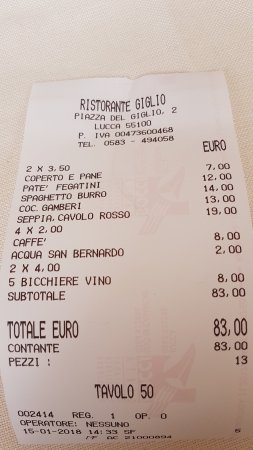 RISTORANTE GIGLIO
PIAZZA DEL GIGLIO, 2
LUCCA 55100
P. IVA 00473600468
TEL. 0583 - 494058
EURO
2 X 3,50
COPERTO E PANE 7,00
PATE' FEGATINI 12,00
SPAGHETTO BURRO 14,00
COC.GAMBERI 13,00
SEPPIA,CAVOLO ROSSO 19,00
4 X 2,00
CAFFE' 8,00
ACQUA SAN BERNARDO 2,00
2 X 4,00
5 BICCHIERE VINO 8,00
SUBTOTALE 83,00
TOTALE EURO 83,00
CONTANTE 83,00
PEZZI : 13
TAVOLO 50
002414 REG. 1 OP. 0
OPERATORE: NESSUNO
15-01-2018 14:33 SF
AC 21000894